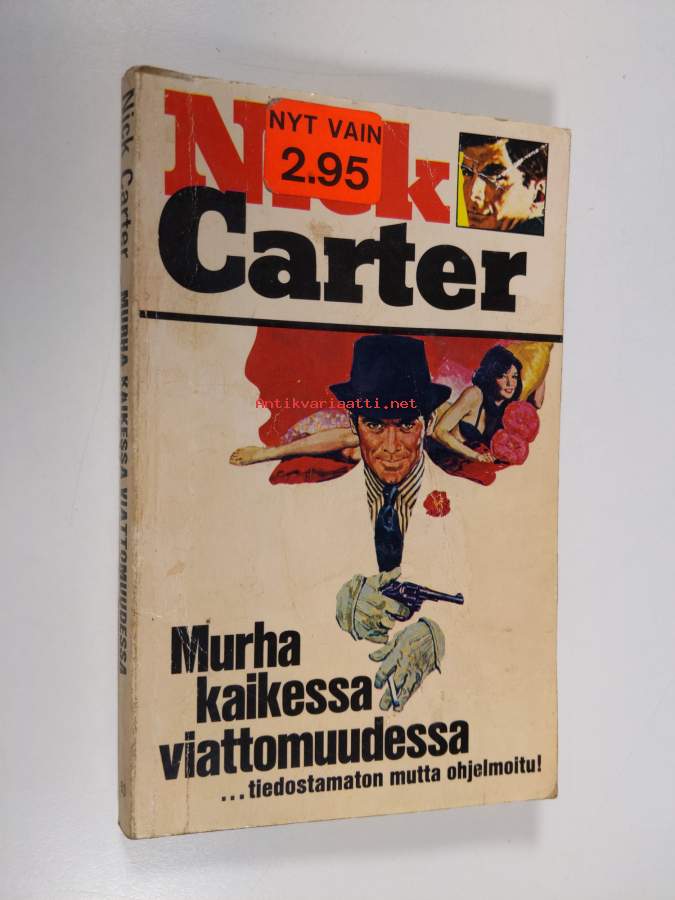 Nick
NYT VAIN
2.95
Carter
Antikvariaatti.net
Murha
kaikessa
viattomuudessa
...tiedostamaton mutta ohjelmoitu!
Nick Carter MURHA KAIKESSA VIATTOMUUDESSA